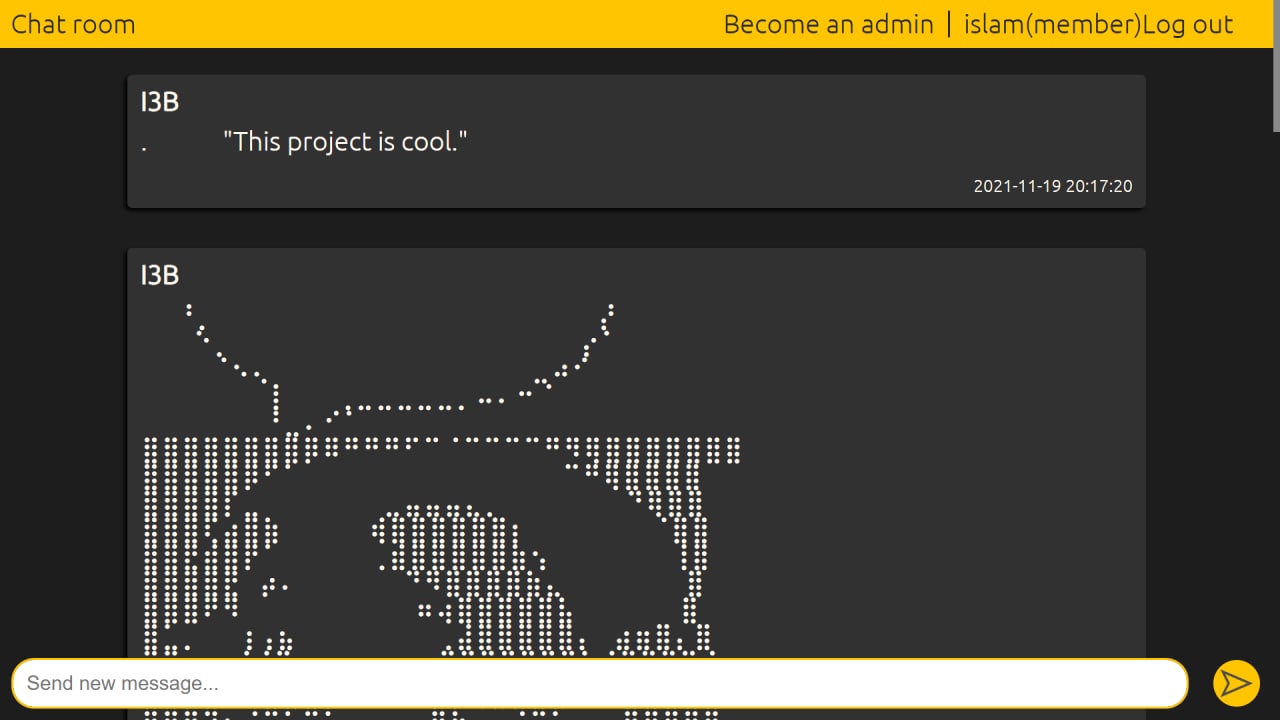 Chat room
Become an admin | islam(member)Log out
I3B
. "This project is cool."
2021-11-19 20:17:20
I3B
Send new message...